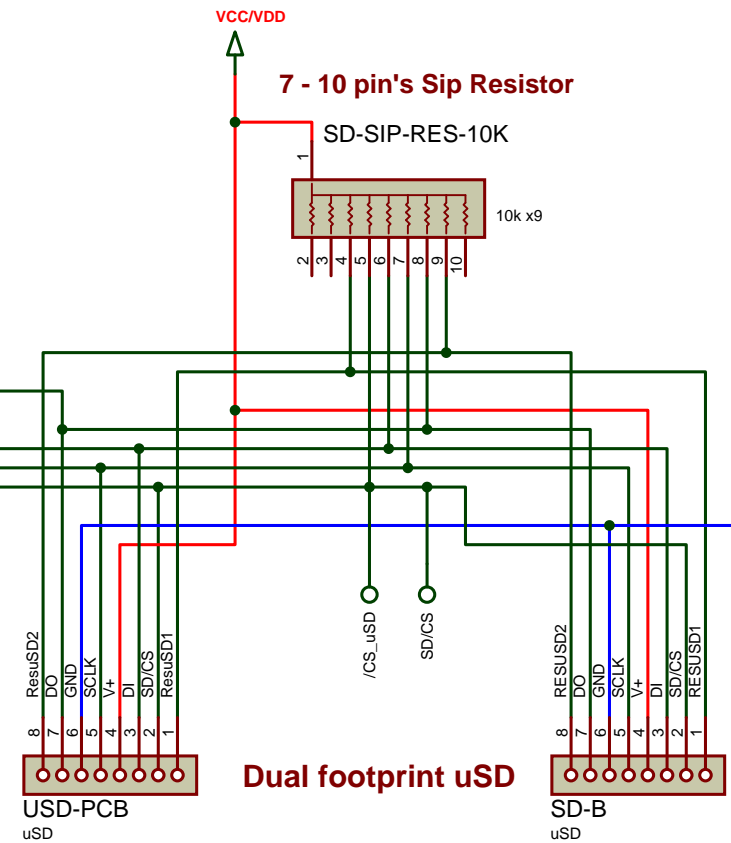 VCC/VDD
7 - 10 pin's Sip Resistor
SD-SIP-RES-10K
1
10k x9
2 3 4 5 6 7 8 9 10
/CS_uSD
SD/CS
ResuSD2
DO
GND
SCLK
V+
DI
SD/CS
ResuSD1
8 7 6 5 4 3 2 1
RESUSD2
DO
GND
SCLK
V+
DI
SD/CS
RESUSD1
8 7 6 5 4 3 2 1
Dual footprint uSD
USD-PCB
uSD
SD-B
uSD